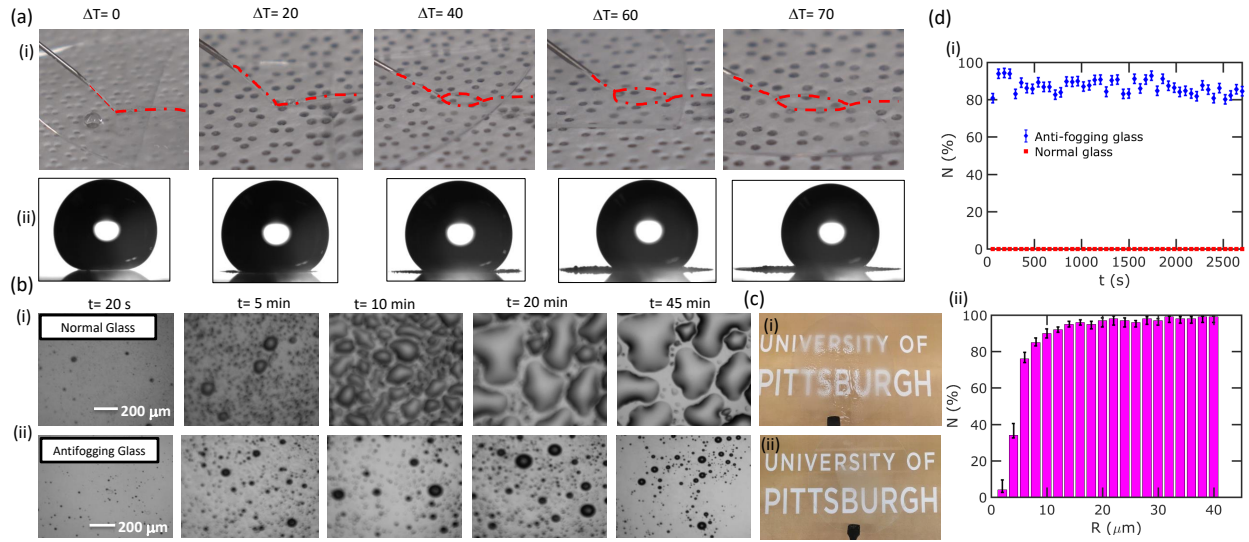 (a)
ΔT= 0
ΔT= 20
ΔT= 40
ΔT= 60
ΔT= 70
(i)
(ii)
(b)
t= 20 s
t= 5 min
t= 10 min
t= 20 min
t= 45 min
(i)
Normal Glass
200 μm
(ii)
Antifogging Glass
200 μm
(c)
(i)
UNIVERSITY OF
PITTSBURGH
(ii)
UNIVERSITY OF
PITTSBURGH
(d)
(i)
100
80
60
40
20
0
N (%)
Anti-fogging glass
Normal glass
0 500 1000 1500 2000 2500
t (s)
(ii)
100
80
60
40
20
0
N (%)
0 10 20 30 40
R (μm)